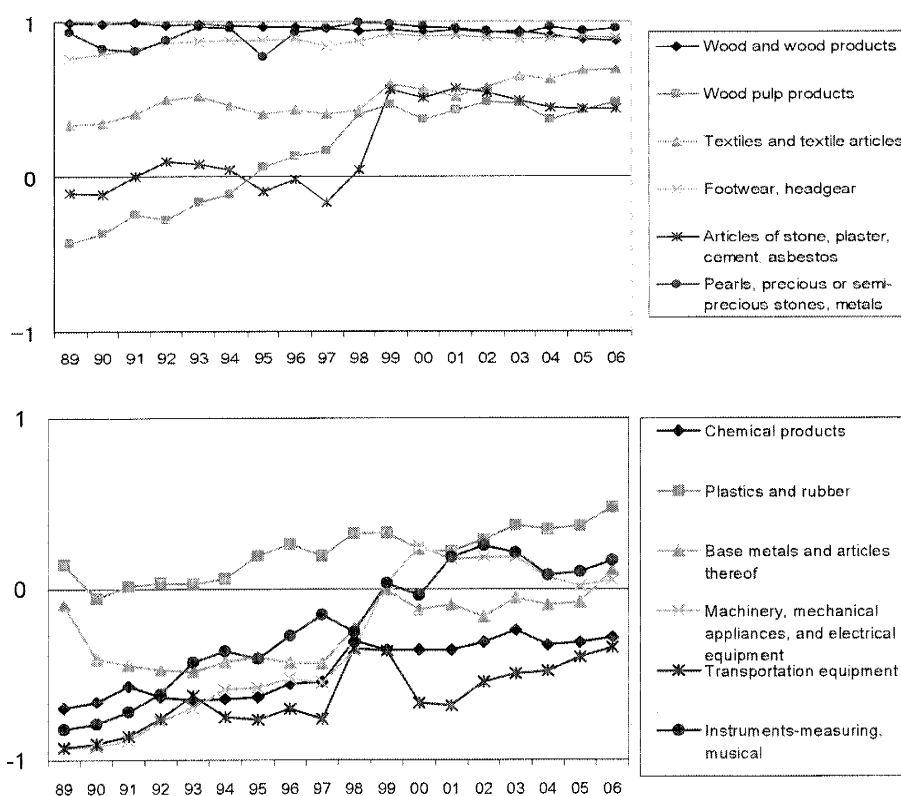 1
0
−1
89 90 91 92 93 94 95 96 97 98 99 00 01 02 03 04 05 06
Wood and wood products
Wood pulp products
Textiles and textile articles
Footwear, headgear
Articles of stone, plaster,
cement, asbestos
Pearls, precious or semi-
precious stones, metals
1
0
-1
89 90 91 92 93 94 95 96 97 98 99 00 01 02 03 04 05 06
Chemical products
Plastics and rubber
Base metals and articles
thereof
Machinery, mechanical
appliances, and electrical
equipment
Transportation equipment
Instruments-measuring,
musical